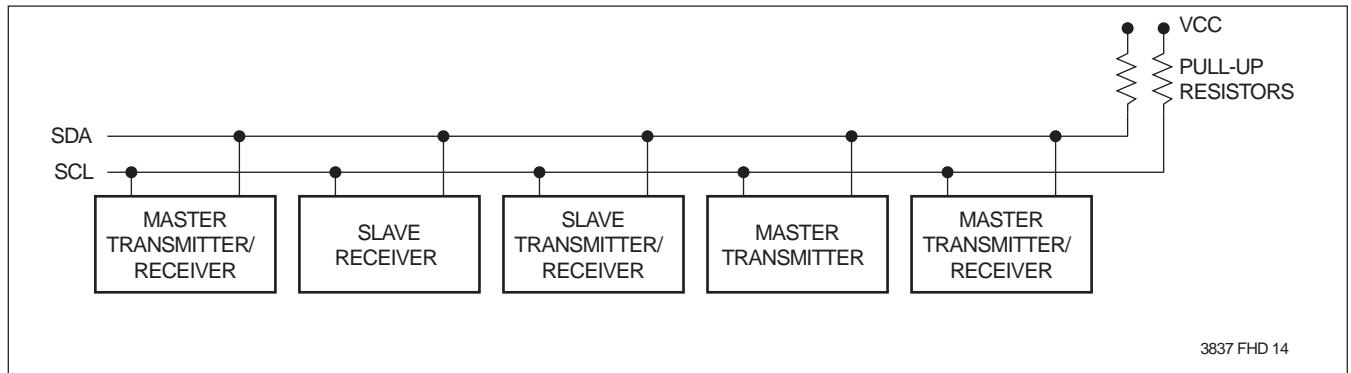 VCC
PULL-UP
RESISTORS
SDA
SCL
MASTER
TRANSMITTER/
RECEIVER
SLAVE
RECEIVER
SLAVE
TRANSMITTER/
RECEIVER
MASTER
TRANSMITTER
MASTER
TRANSMITTER/
RECEIVER
3837 FHD 14